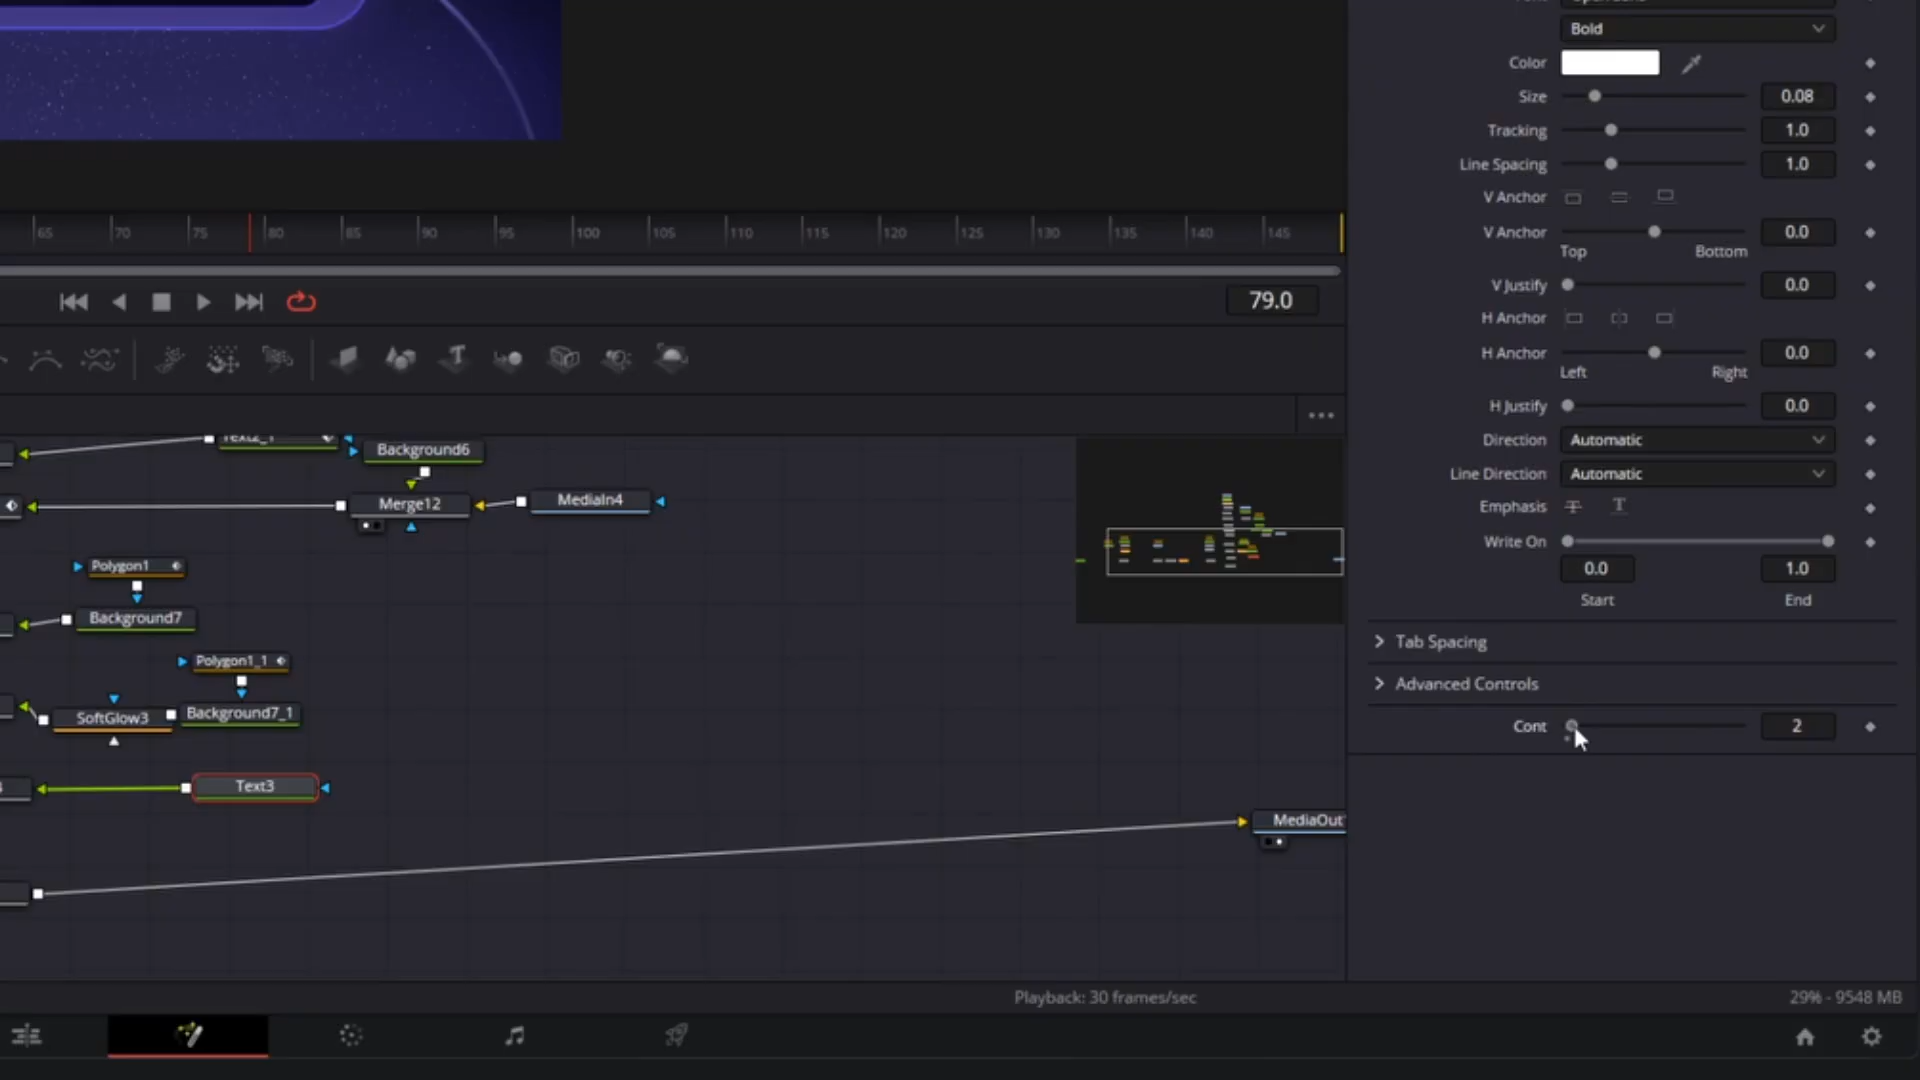 Bold
Color
Size 0.08
Tracking 1.0
Line Spacing 1.0
V Anchor
V Anchor 0.0
Top Bottom
V Justify 0.0
H Anchor
H Anchor 0.0
Left Right
H Justify 0.0
Direction Automatic
Line Direction Automatic
Emphasis
Write On
0.0 1.0
Start End
Tab Spacing
Advanced Controls
Cont 2
65 70 75 80 85 90 95 100 105 110 115 120 125 130 135 140 145
79.0
Text2_1
Background6
Merge12
MediaIn4
Polygon1
Background7
Polygon1_1
SoftGlow3
Background7_1
Text3
MediaOut
Playback: 30 frames/sec
29% - 9548 MB